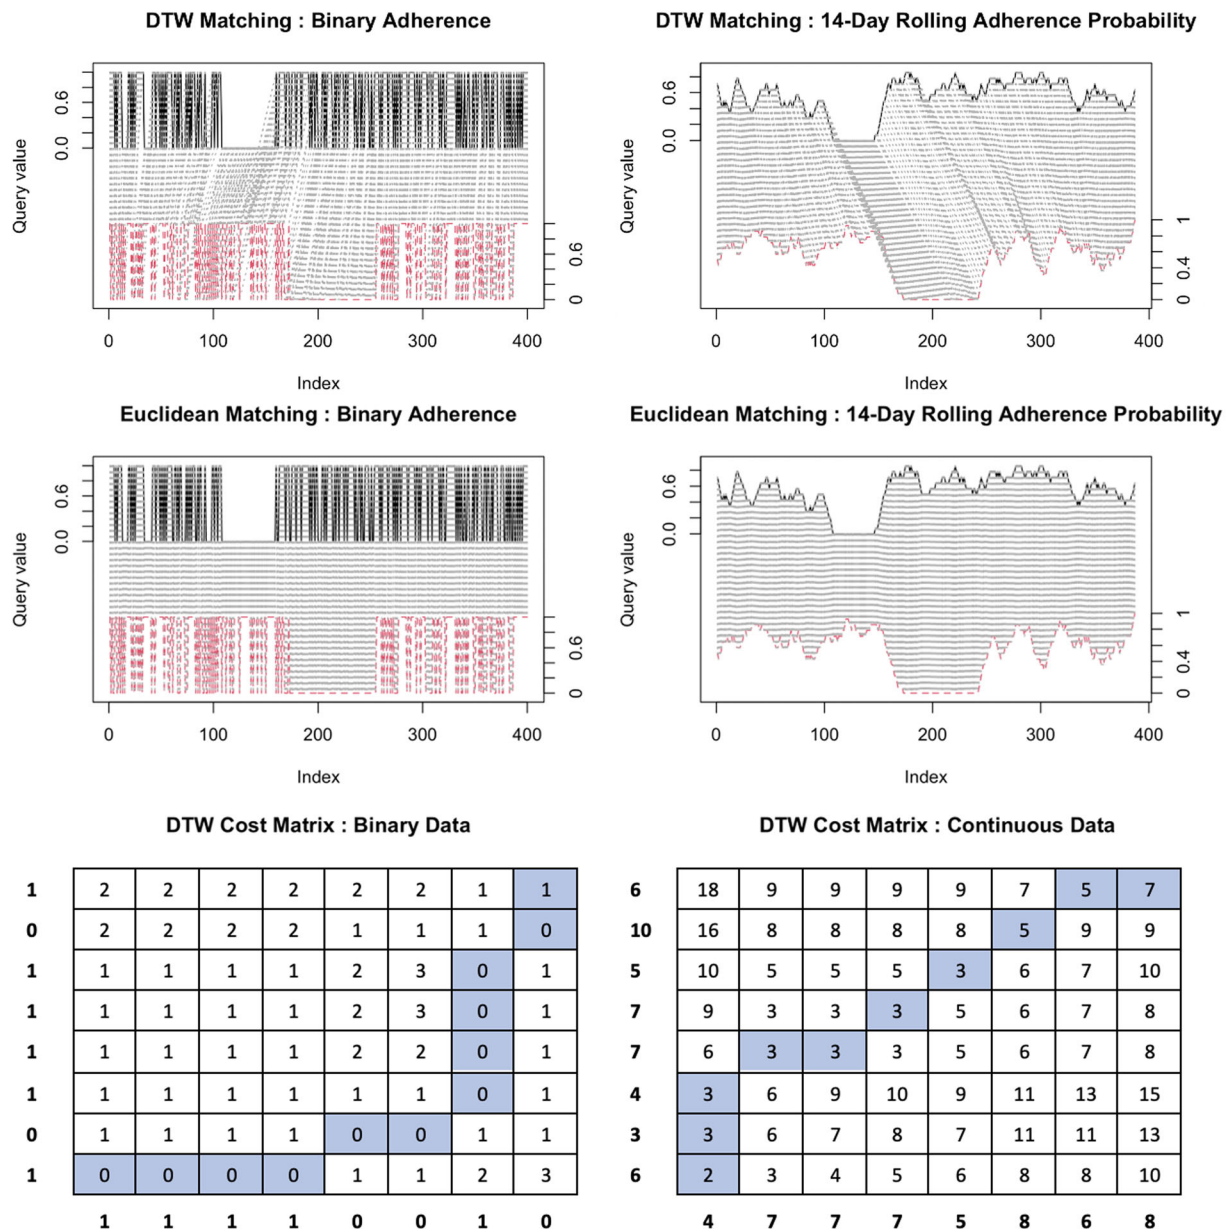 DTW Matching : Binary Adherence
DTW Matching : 14-Day Rolling Adherence Probability
Query value
0.0 0.6
0 0.6
0 100 200 300 400
Index
Query value
0.0 0.6
0 0.4 1
0 100 200 300 400
Index
Euclidean Matching : Binary Adherence
Euclidean Matching : 14-Day Rolling Adherence Probability
Query value
0.0 0.6
0 0.6
0 100 200 300 400
Index
Query value
0.0 0.6
0 0.4 1
0 100 200 300 400
Index
DTW Cost Matrix : Binary Data
1 2 2 2 2 2 2 1 1
0 2 2 2 2 1 1 1 0
1 1 1 1 1 2 3 0 1
1 1 1 1 1 2 3 0 1
1 1 1 1 1 2 2 0 1
1 1 1 1 1 1 1 0 1
0 1 1 1 1 0 0 1 1
1 0 0 0 0 1 1 2 3
1 1 1 1 0 0 1 0
DTW Cost Matrix : Continuous Data
6 18 9 9 9 9 7 5 7
10 16 8 8 8 8 5 9 9
5 10 5 5 5 3 6 7 10
7 9 3 3 3 5 6 7 8
7 6 3 3 3 5 6 7 8
4 3 6 9 10 9 11 13 15
3 3 6 7 8 7 11 11 13
6 2 3 4 5 6 8 8 10
4 7 7 7 5 8 6 8